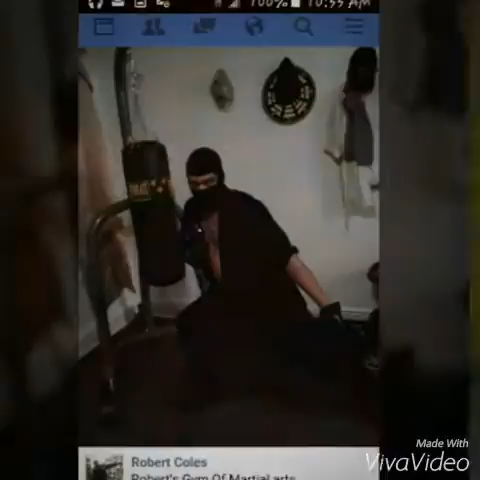 100% 10:55 AM
Robert Coles
Robert's Gym Of Martial arts
Made With
VivaVideo